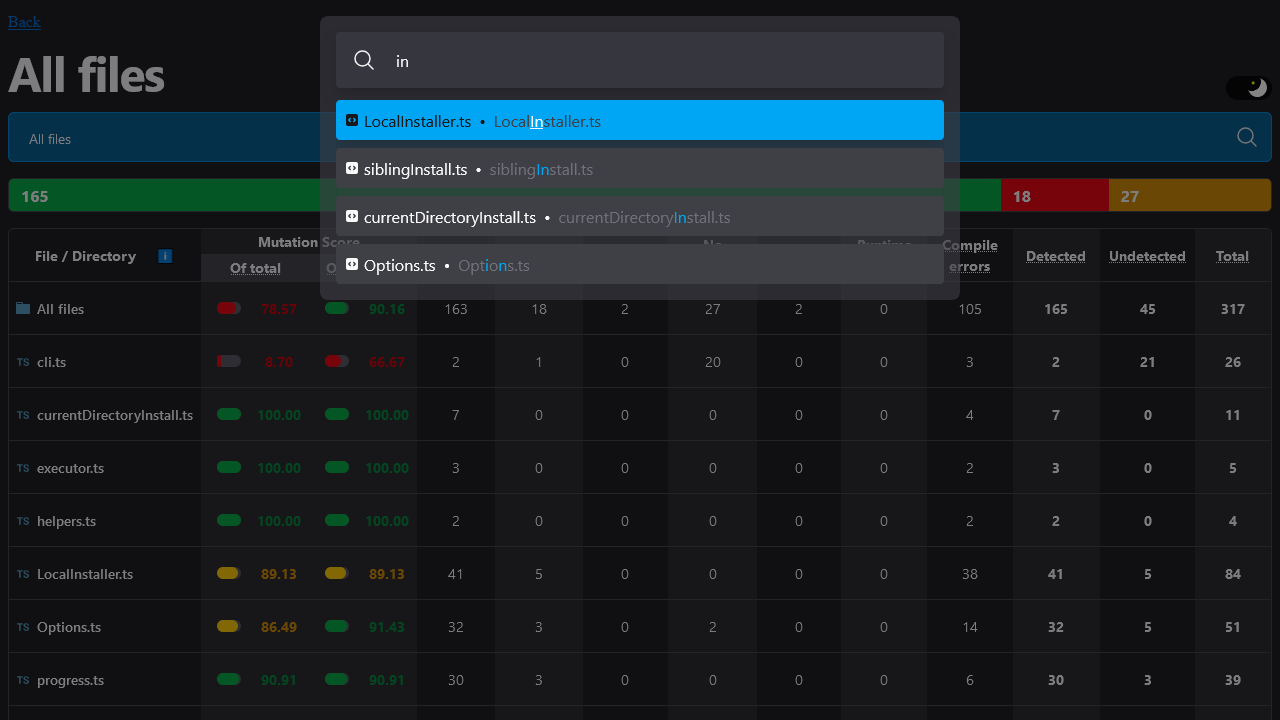 Back
All files
in
LocalInstaller.ts • LocalInstaller.ts
siblingInstall.ts • siblingInstall.ts
currentDirectoryInstall.ts • currentDirectoryInstall.ts
Options.ts • Options.ts
All files
165 18 27
File / Directory Mutation Score No Runtime Compile errors Detected Undetected Total
Of total
All files 78.57 90.16 163 18 2 27 2 0 105 165 45 317
TS cli.ts 8.70 66.67 2 1 0 20 0 0 3 2 21 26
TS currentDirectoryInstall.ts 100.00 100.00 7 0 0 0 0 0 4 7 0 11
TS executor.ts 100.00 100.00 3 0 0 0 0 0 2 3 0 5
TS helpers.ts 100.00 100.00 2 0 0 0 0 0 2 2 0 4
TS LocalInstaller.ts 89.13 89.13 41 5 0 0 0 0 38 41 5 84
TS Options.ts 86.49 91.43 32 3 0 2 0 0 14 32 5 51
TS progress.ts 90.91 90.91 30 3 0 0 0 0 6 30 3 39